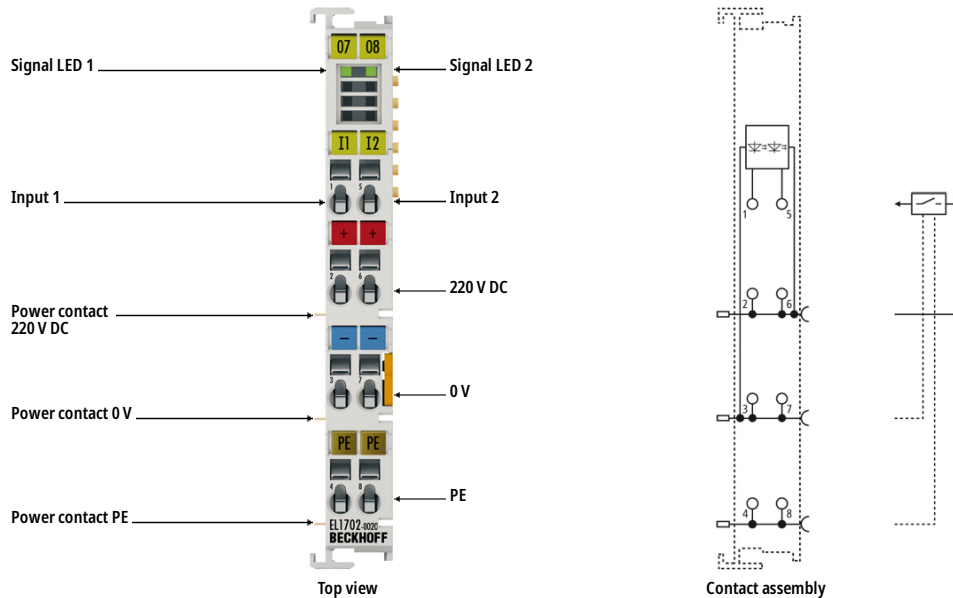 07 08
Signal LED 1
Signal LED 2
I1 I2
1 5
Input 1
Input 2
+ +
2 6
220 V DC
Power contact
220 V DC
− −
3 7
0 V
Power contact 0 V
PE PE
4 8
PE
Power contact PE
EL1702-0020
BECKHOFF
Top view
1 5
2 6
3 7
4 8
Contact assembly